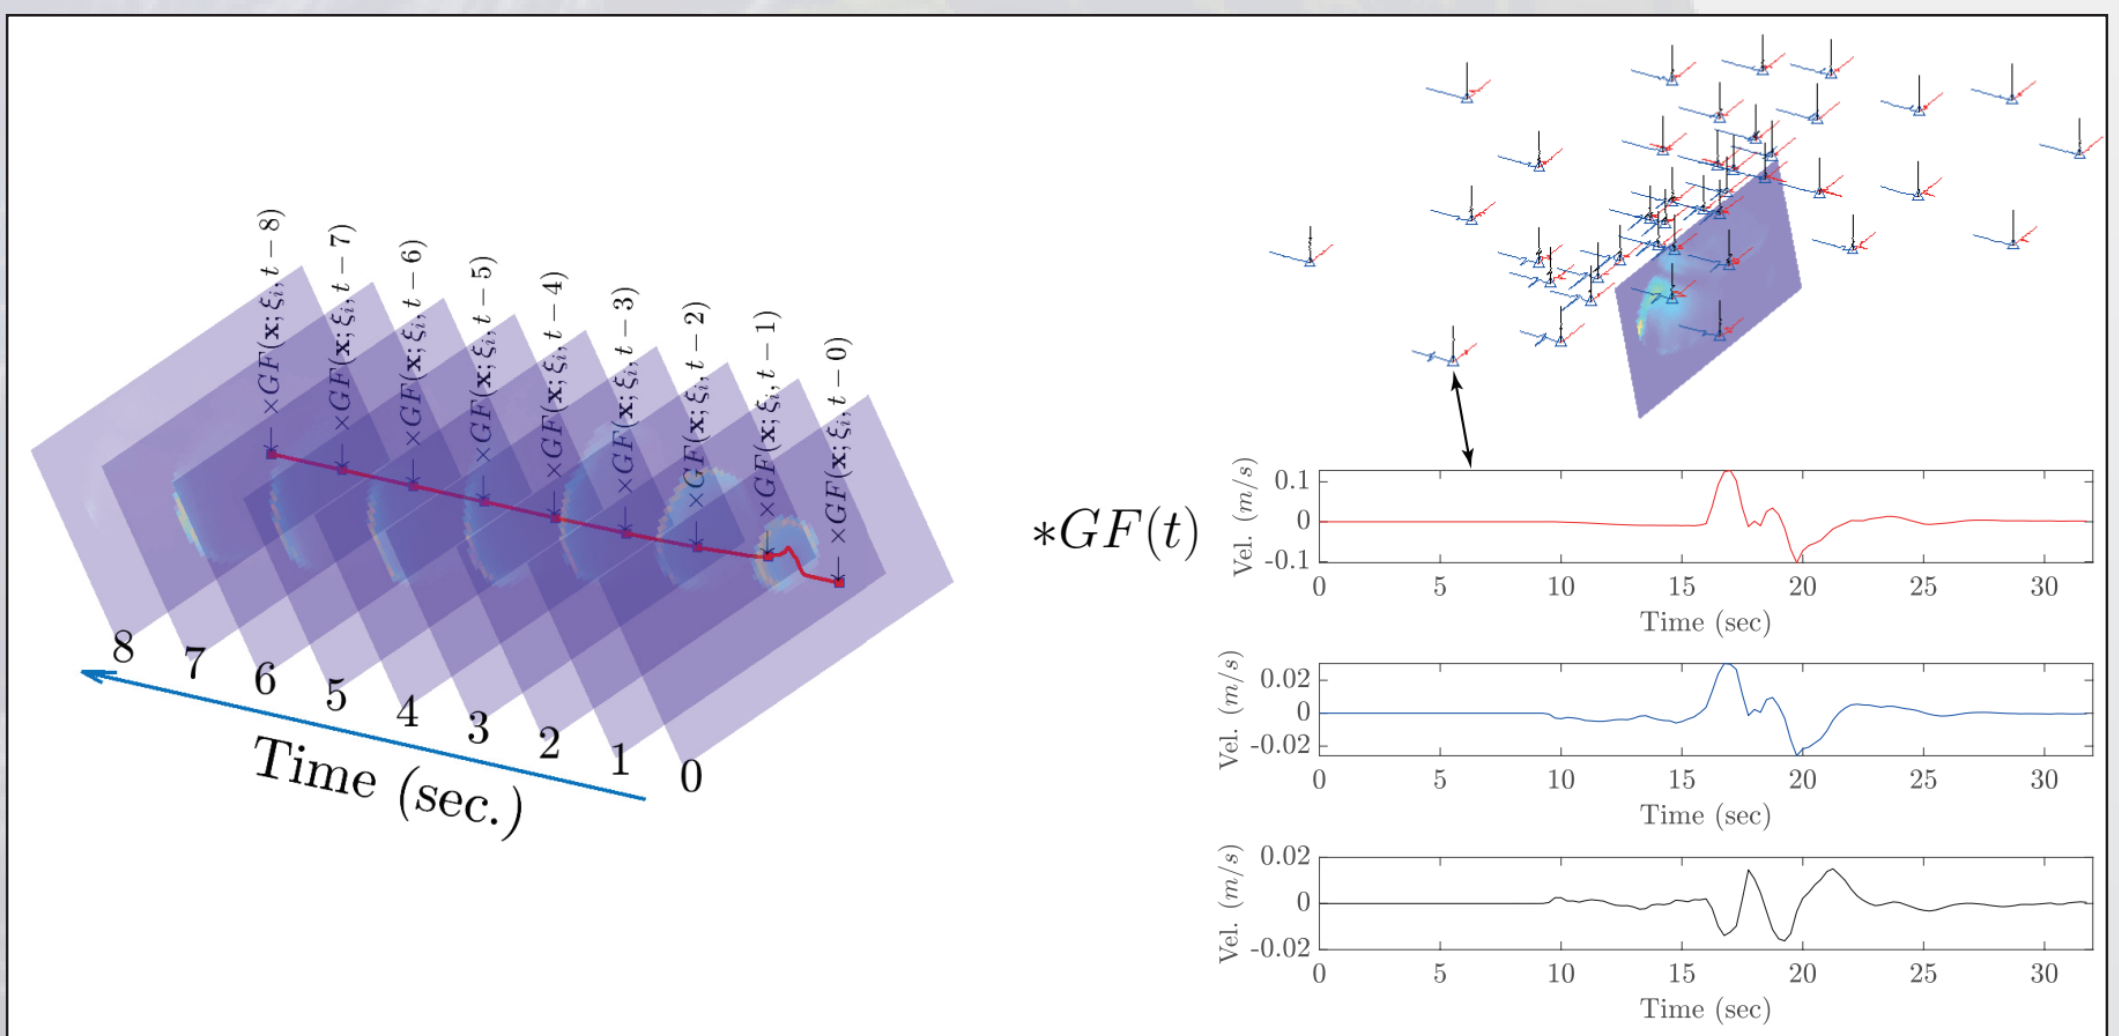 ×GF(x; ξᵢ, t − 8)
×GF(x; ξᵢ, t − 7)
×GF(x; ξᵢ, t − 6)
×GF(x; ξᵢ, t − 5)
×GF(x; ξᵢ, t − 4)
×GF(x; ξᵢ, t − 3)
×GF(x; ξᵢ, t − 2)
×GF(x; ξᵢ, t − 1)
×GF(x; ξᵢ, t − 0)
8 7 6 5 4 3 2 1 0
Time (sec.)
*GF(t)
Vel. (m/s)
0.1
0
-0.1
0 5 10 15 20 25 30
Time (sec)
Vel. (m/s)
0.02
0
-0.02
0 5 10 15 20 25 30
Time (sec)
Vel. (m/s)
0.02
0
-0.02
0 5 10 15 20 25 30
Time (sec)